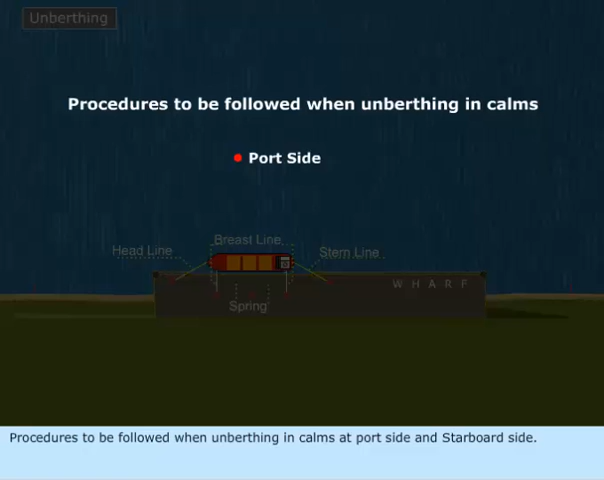 Unberthing
Procedures to be followed when unberthing in calms
Port Side
Breast Line
Head Line
Stern Line
WHARF
Spring
Procedures to be followed when unberthing in calms at port side and Starboard side.